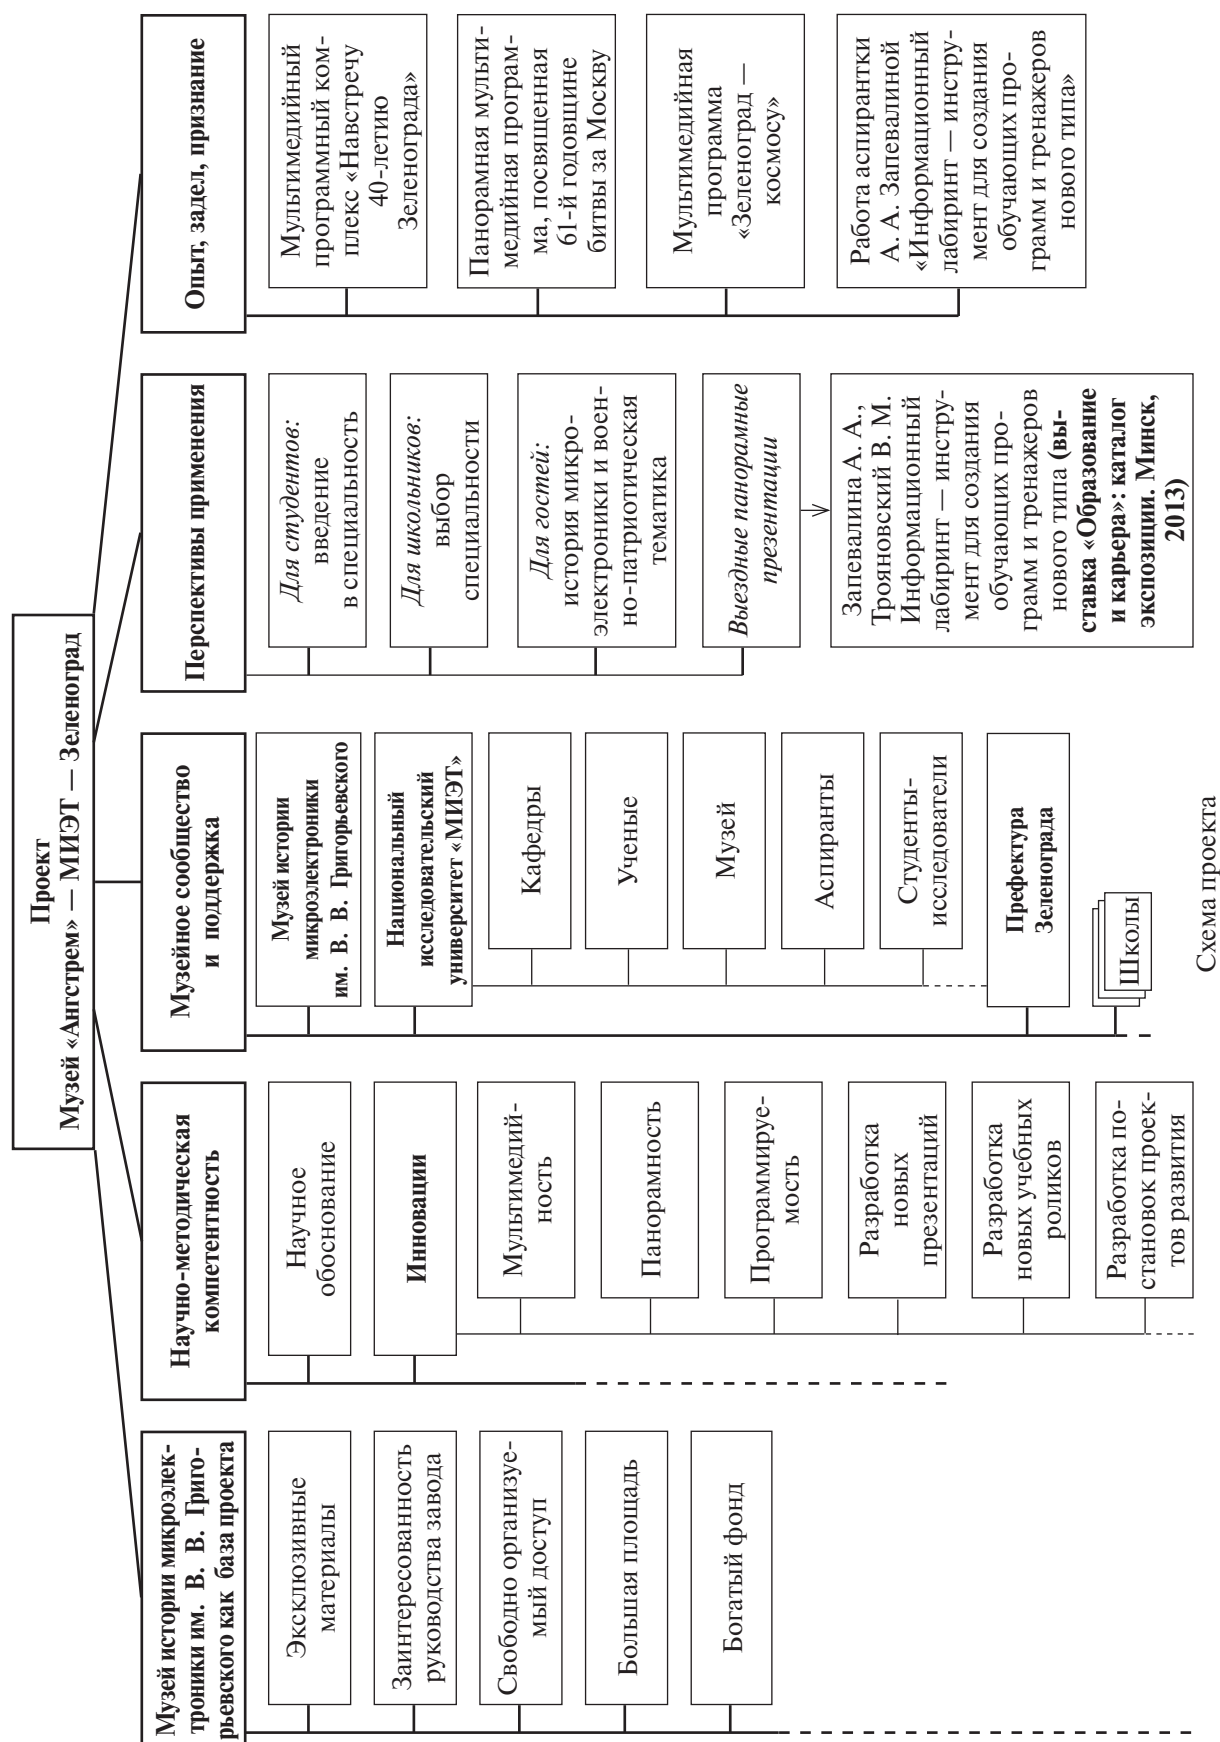 Проект
Музей «Ангстрем» — МИЭТ — Зеленоград
Музей истории микроэлек-
троники им. В. В. Григо-
рьевского как база проекта
Эксклюзивные
материалы
Заинтересованность
руководства завода
Свободно организуе-
мый доступ
Большая площадь
Богатый фонд
Научно-методическая
компетентность
Научное
обоснование
Инновации
Мультимедий-
ность
Панорамность
Программируе-
мость
Разработка
новых
презентаций
Разработка
новых учебных
роликов
Разработка по-
становок проек-
тов развития
Музейное сообщество
и поддержка
Музей истории
микроэлектроники
им. В. В. Григорьевского
Национальный
исследовательский
университет «МИЭТ»
Кафедры
Ученые
Музей
Аспиранты
Студенты-
исследователи
Префектура
Зеленограда
Школы
Перспективы применения
Для студентов:
введение
в специальность
Для школьников:
выбор
специальности
Для гостей:
история микро-
электроники и воен-
но-патриотическая
тематика
Выездные панорамные
презентации
Запевалина А. А.,
Трояновский В. М.
Информационный
лабиринт — инстру-
мент для создания
обучающих про-
грамм и тренажеров
нового типа (вы-
ставка «Образование
и карьера»: каталог
экспозиции. Минск,
2013)
Опыт, задел, признание
Мультимедийный
программный ком-
плекс «Навстречу
40-летию
Зеленограда»
Панорамная мульти-
медийная програм-
ма, посвященная
61-й годовщине
битвы за Москву
Мультимедийная
программа
«Зеленоград —
космосу»
Работа аспирантки
А. А. Запевалиной
«Информационный
лабиринт — инстру-
мент для создания
обучающих про-
грамм и тренажеров
нового типа»
Схема проекта